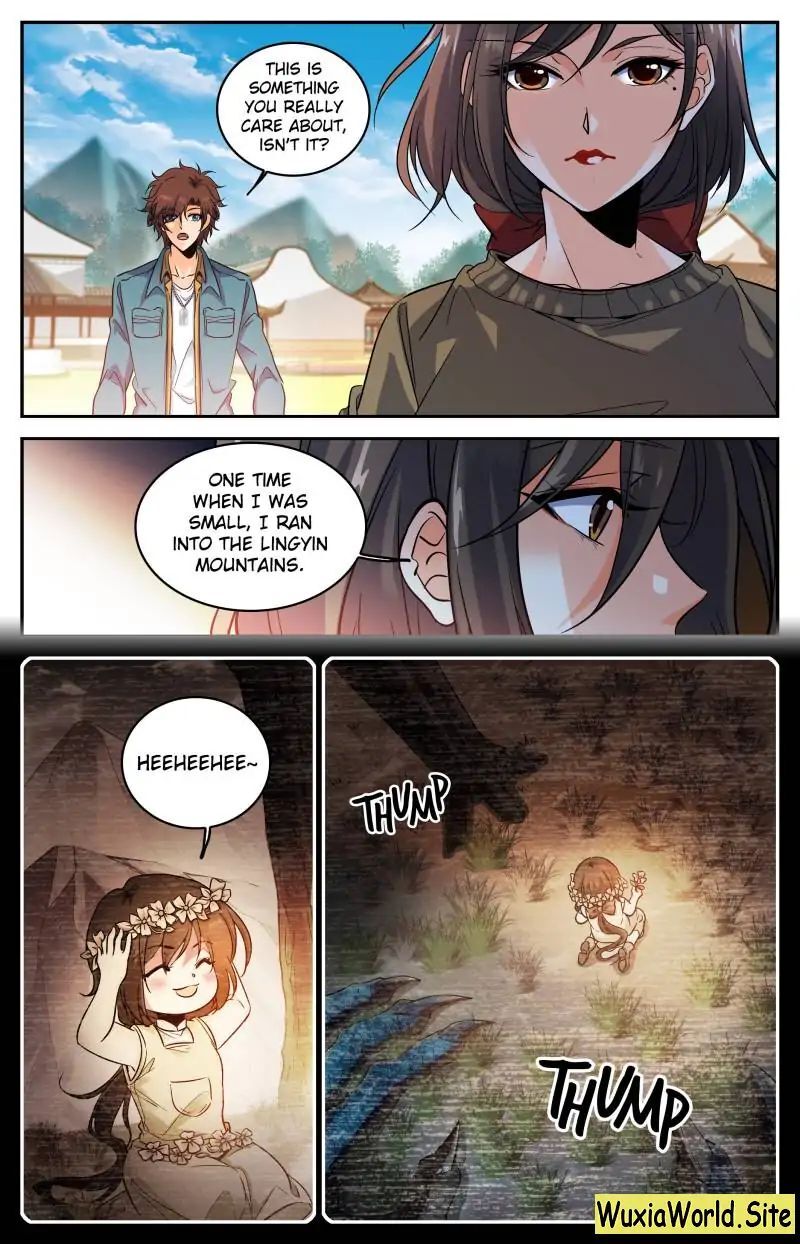 THIS IS
SOMETHING
YOU REALLY
CARE ABOUT,
ISN'T IT?
ONE TIME
WHEN I WAS
SMALL, I RAN
INTO THE LINGYIN
MOUNTAINS.
HEEHEEHEE~
THUMP
THUMP
WuxiaWorld.Site